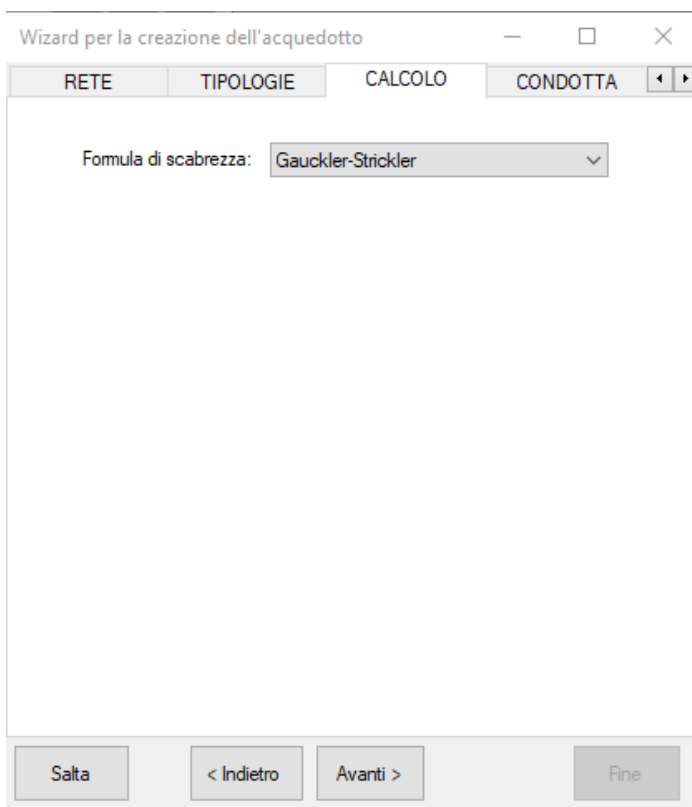 Wizard per la creazione dell'acquedotto
RETE TIPOLOGIE CALCOLO CONDOTTA
Formula di scabrezza: Gauckler-Strickler
Salta < Indietro Avanti > Fine